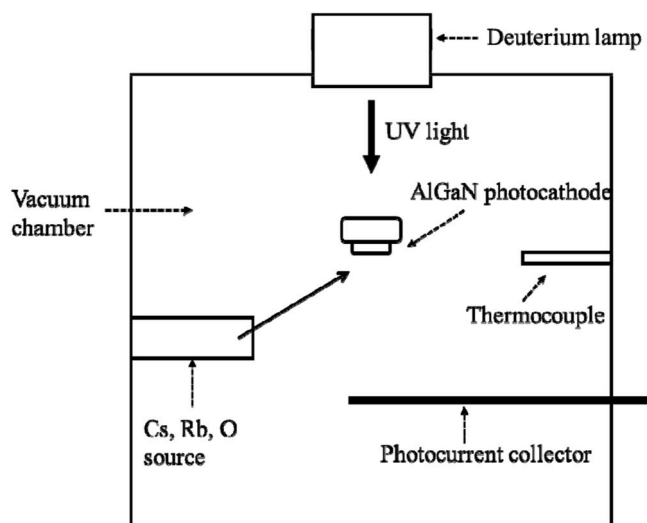 Deuterium lamp
UV light
AlGaN photocathode
Vacuum
chamber
Thermocouple
Cs, Rb, O
source
Photocurrent collector